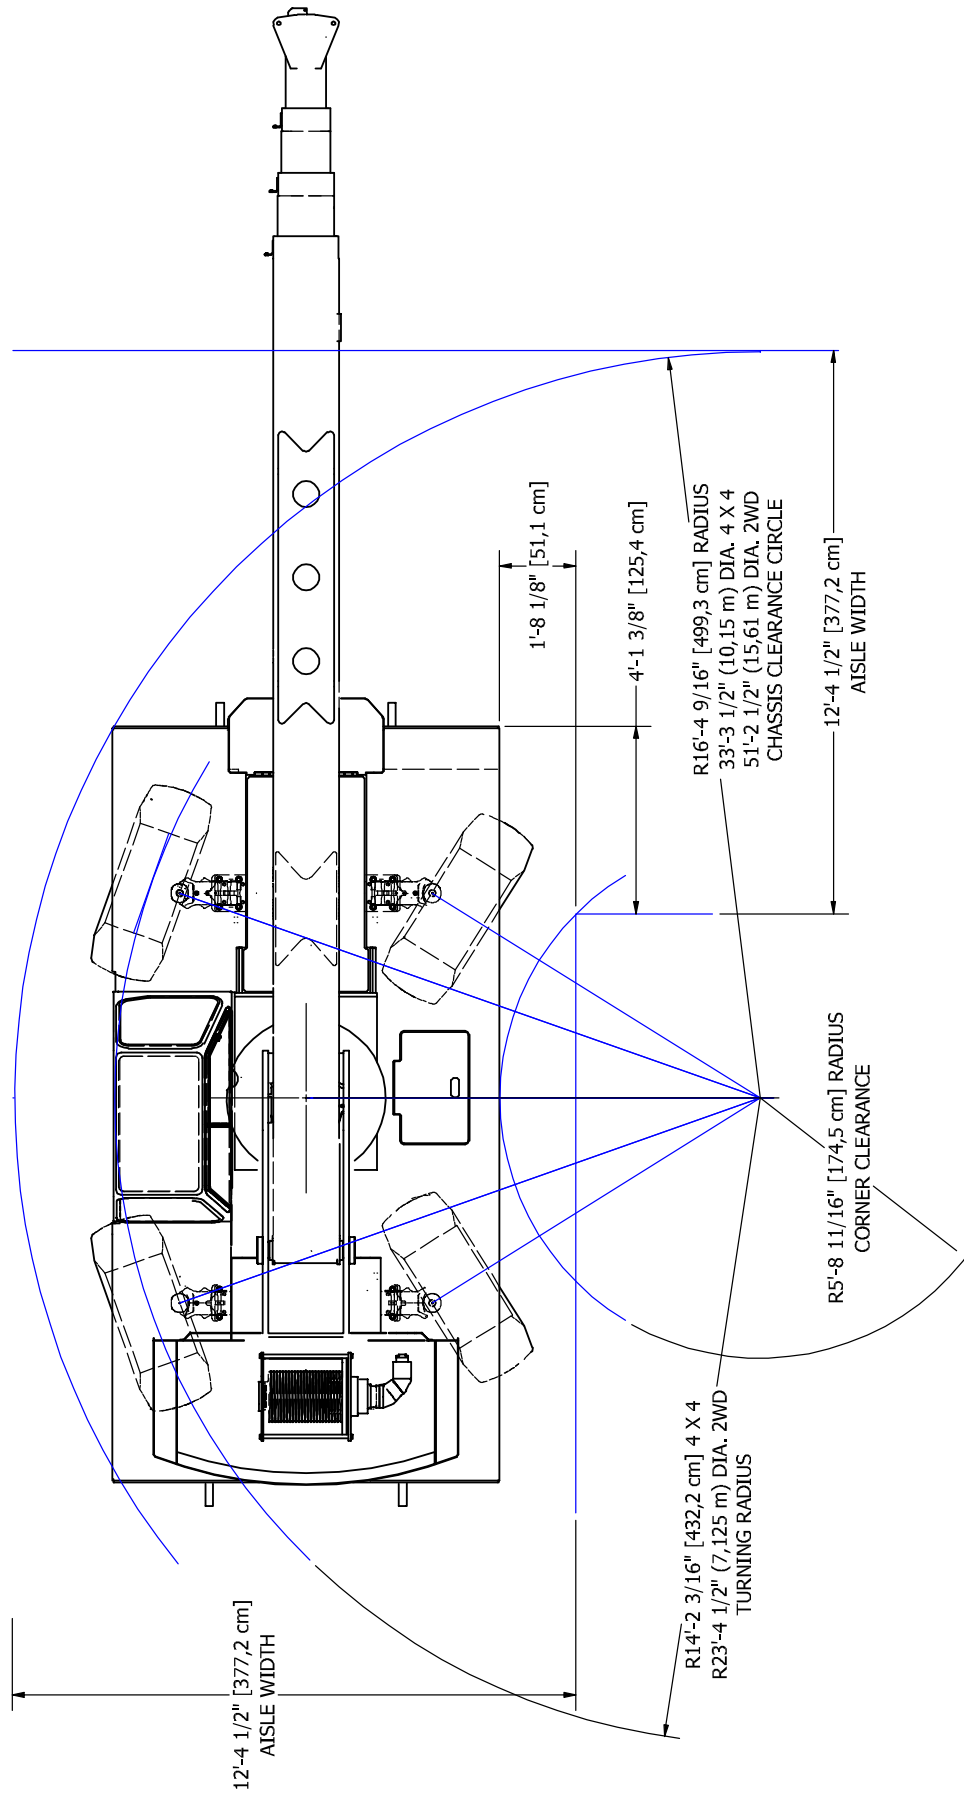 1'-8 1/8" [51,1 cm]
4'-1 3/8" [125,4 cm]
R16'-4 9/16" [499,3 cm] RADIUS
33'-3 1/2" (10,15 m) DIA. 4 X 4
51'-2 1/2" (15,61 m) DIA. 2WD
CHASSIS CLEARANCE CIRCLE
12'-4 1/2" [377,2 cm]
AISLE WIDTH
R5'-8 11/16" [174,5 cm] RADIUS
CORNER CLEARANCE
R14'-2 3/16" [432,2 cm] 4 X 4
R23'-4 1/2" (7,125 m) DIA. 2WD
TURNING RADIUS
12'-4 1/2" [377,2 cm]
AISLE WIDTH